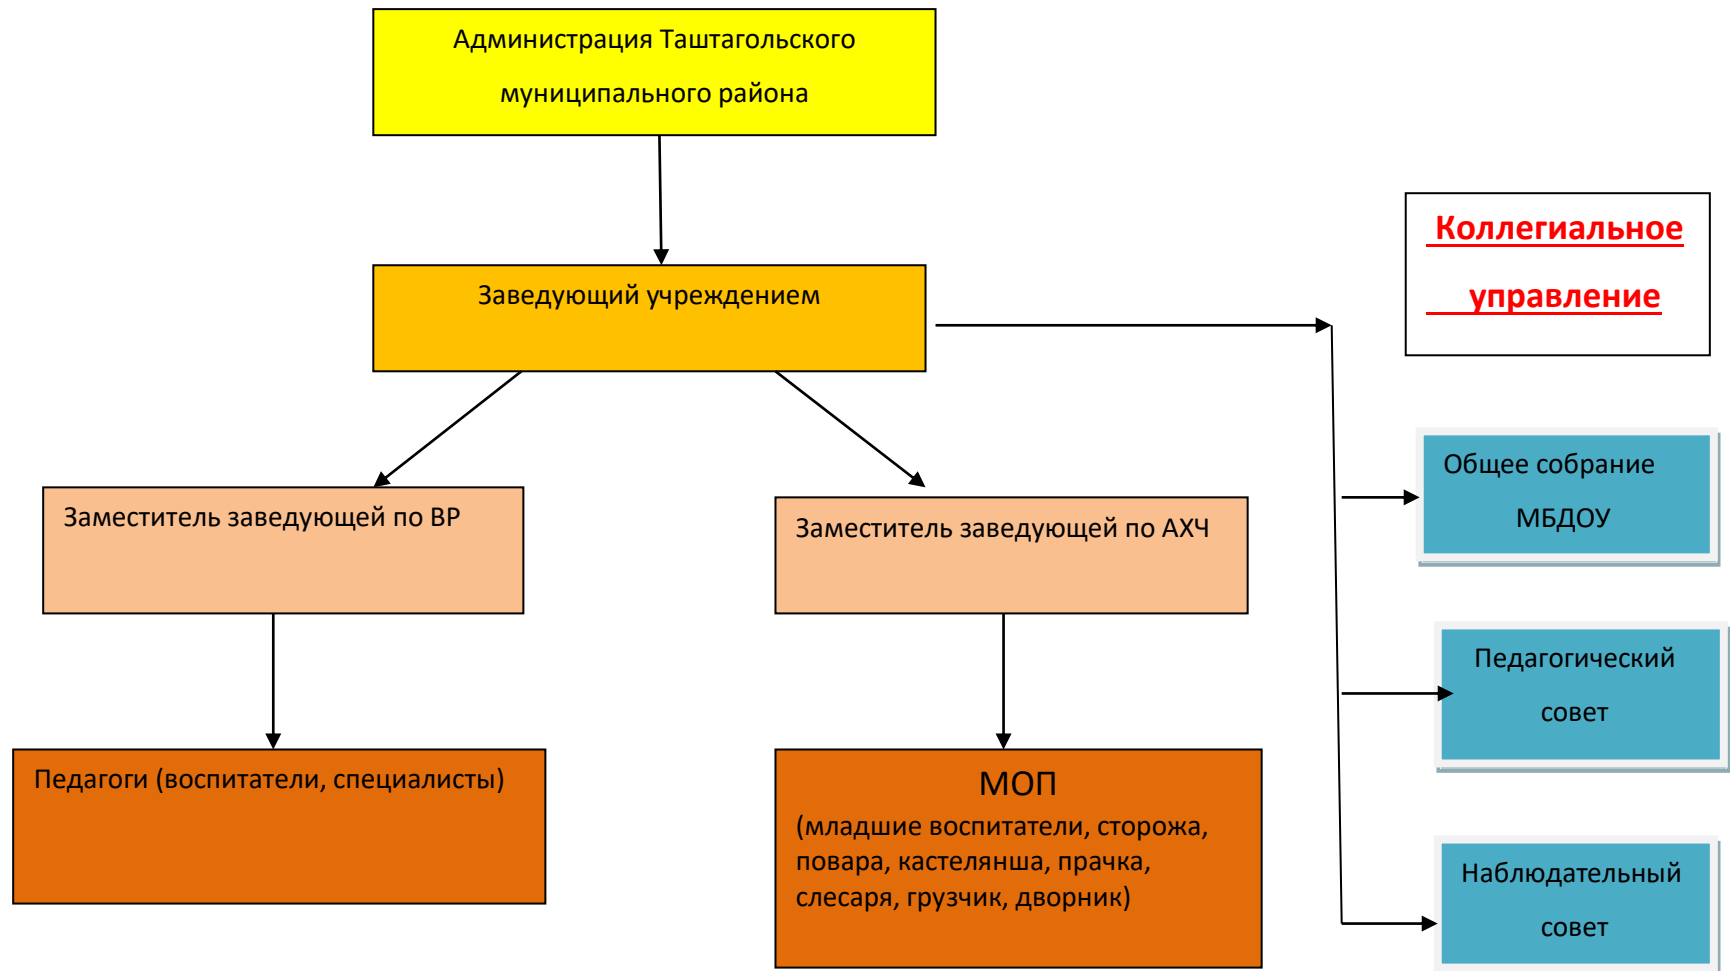 Администрация Таштагольского
муниципального района
Заведующий учреждением
Коллегиальное
управление
Заместитель заведующей по ВР
Заместитель заведующей по АХЧ
Общее собрание
МБДОУ
Педагогический
совет
Педагоги (воспитатели, специалисты)
МОП
(младшие воспитатели, сторожа,
повара, кастелянша, прачка,
слесаря, грузчик, дворник)
Наблюдательный
совет